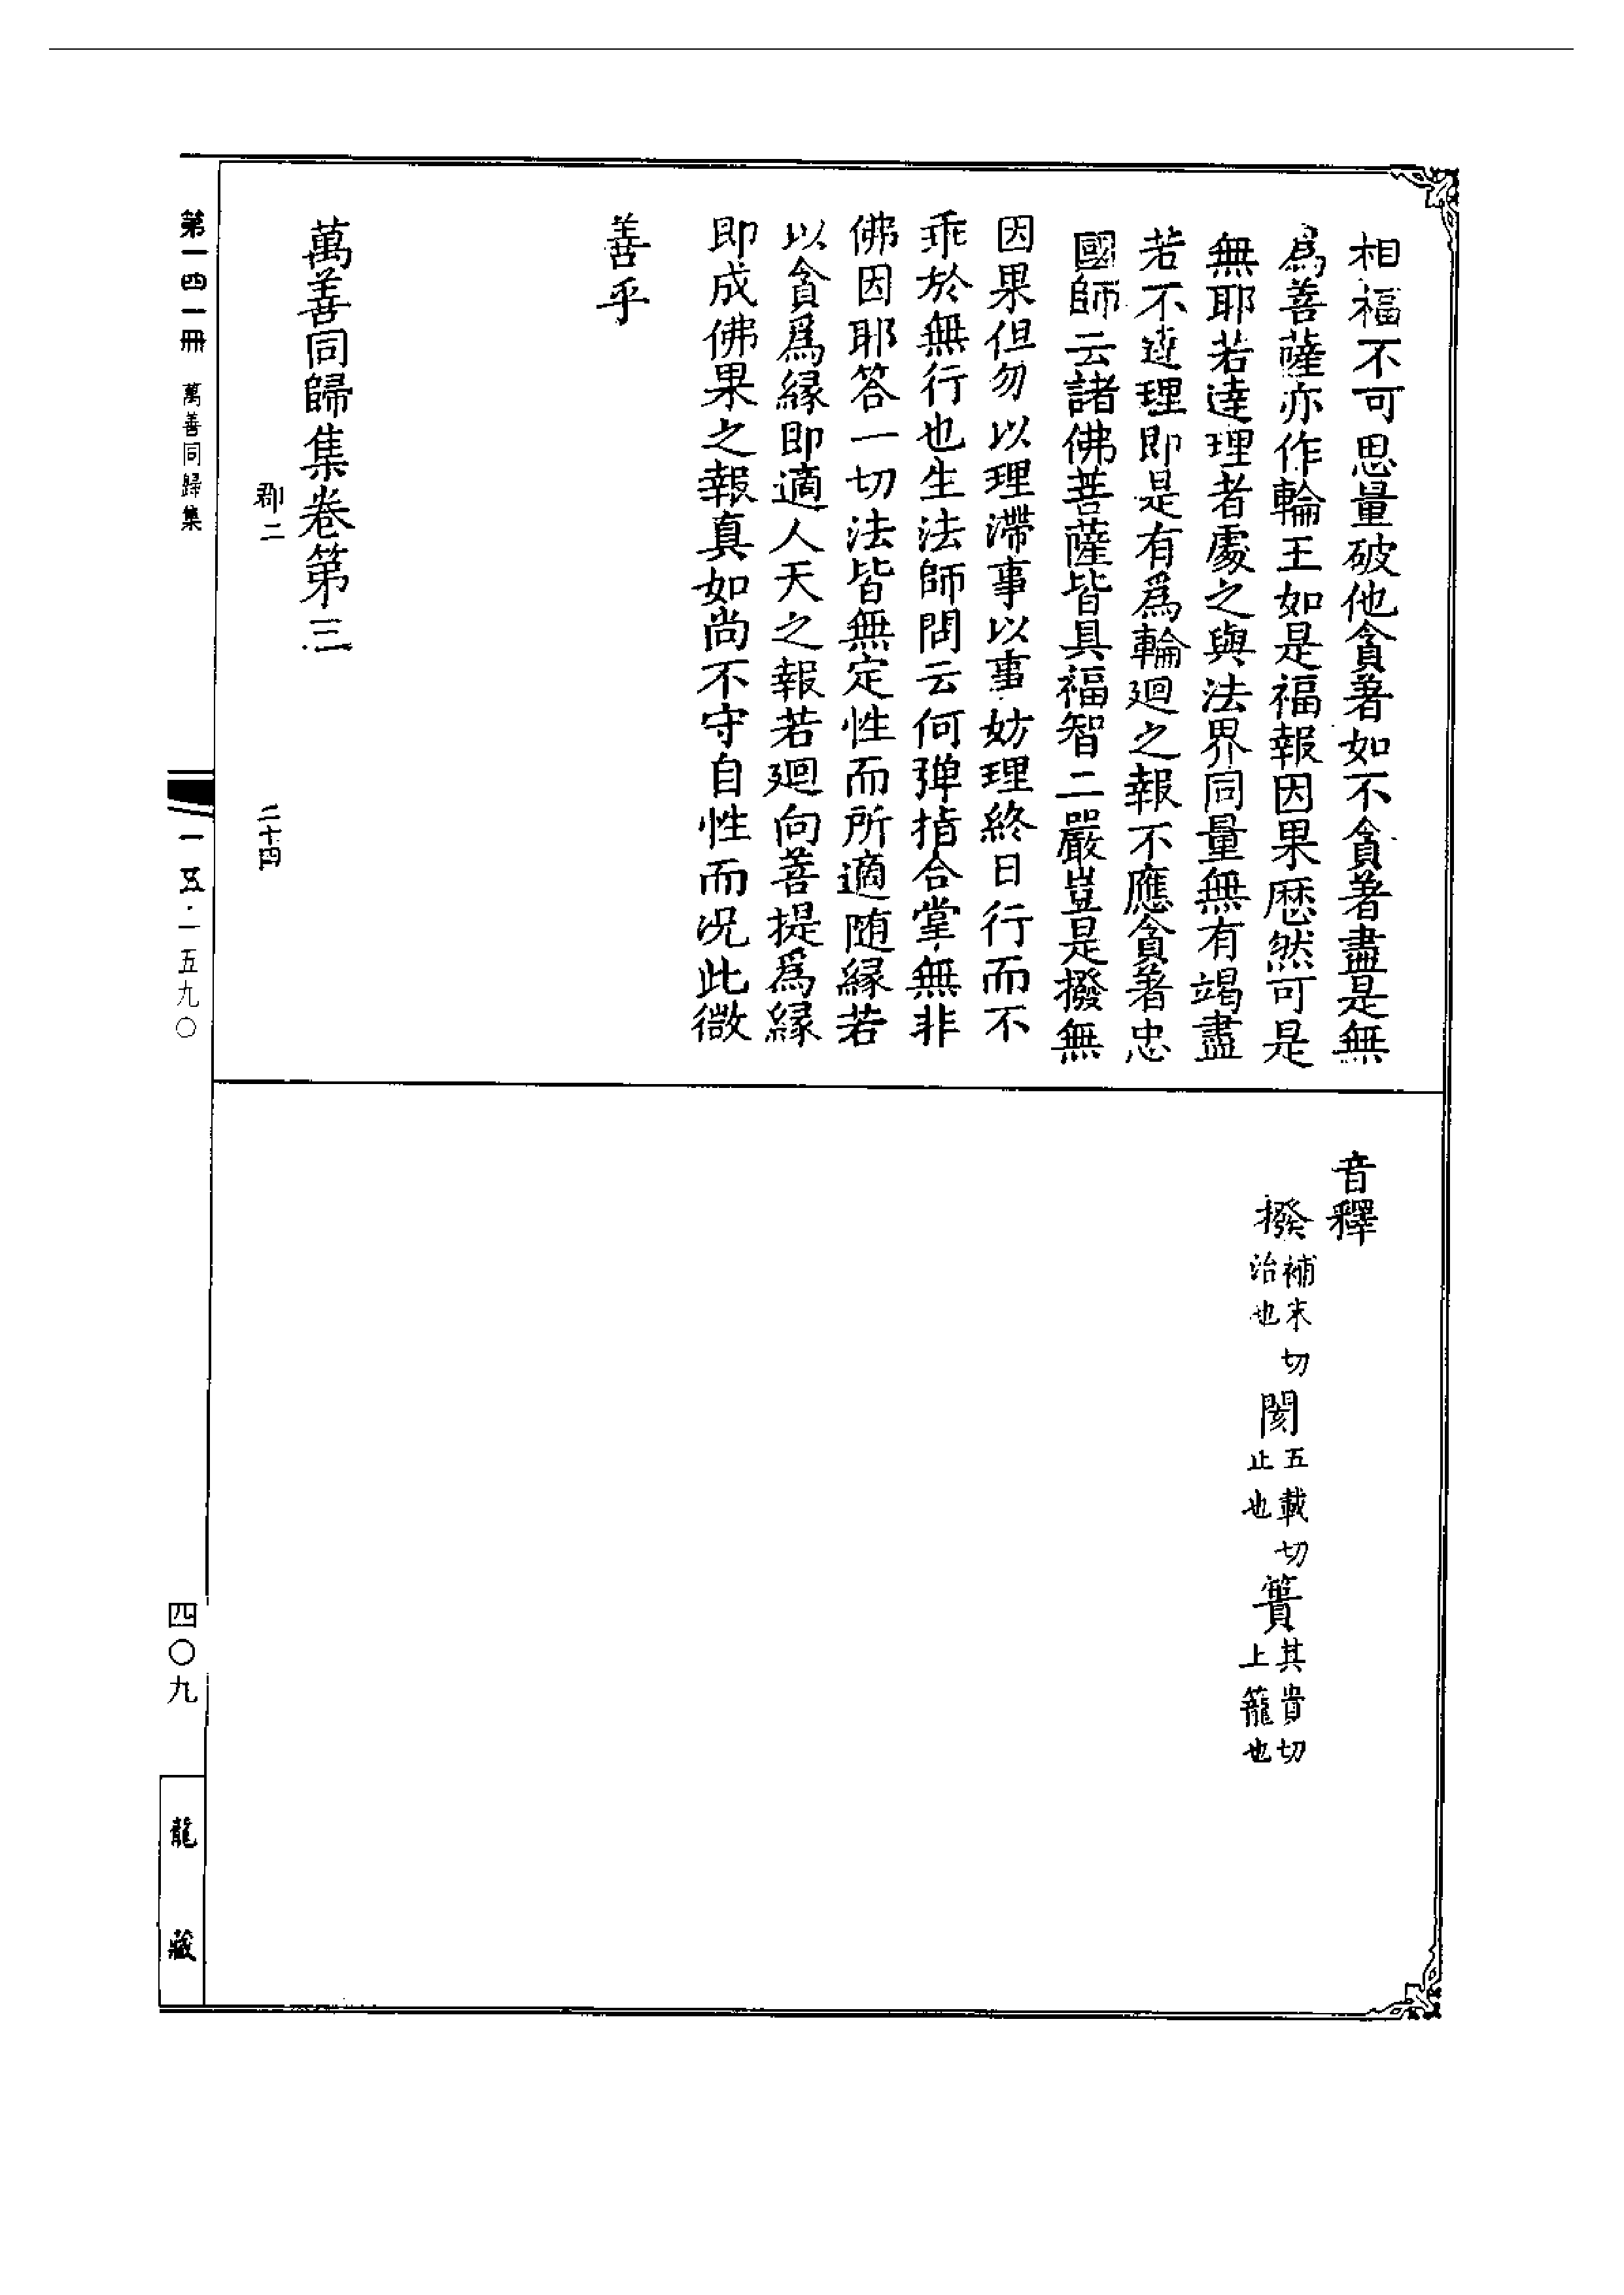 相福不可思量破他貪著如不貪著盡是無
爲菩薩亦作輪王如是福報因果歷然可是
無耶若達理者處之與法界同量無有竭盡
若不達理即是有爲輪廻之報不應貪著忠
國師云諸佛菩薩皆具福智二嚴豈是撥無
因果但勿以理滯事以事妨理終日行而不
乖於無行也生法師問云何彈指合掌無非
佛因耶答一切法皆無定性而所適隨緣若
以貪爲緣即適人天之報若廻向菩提爲緣
即成佛果之報真如尚不守自性而况此微
善乎
萬善同歸集卷第三
郡二 二十四
音釋
撥補末切治也閡五載切止也簣其貴切上籠也
第一四一冊 萬善同歸集 一五·一五九〇 四〇九 龍藏